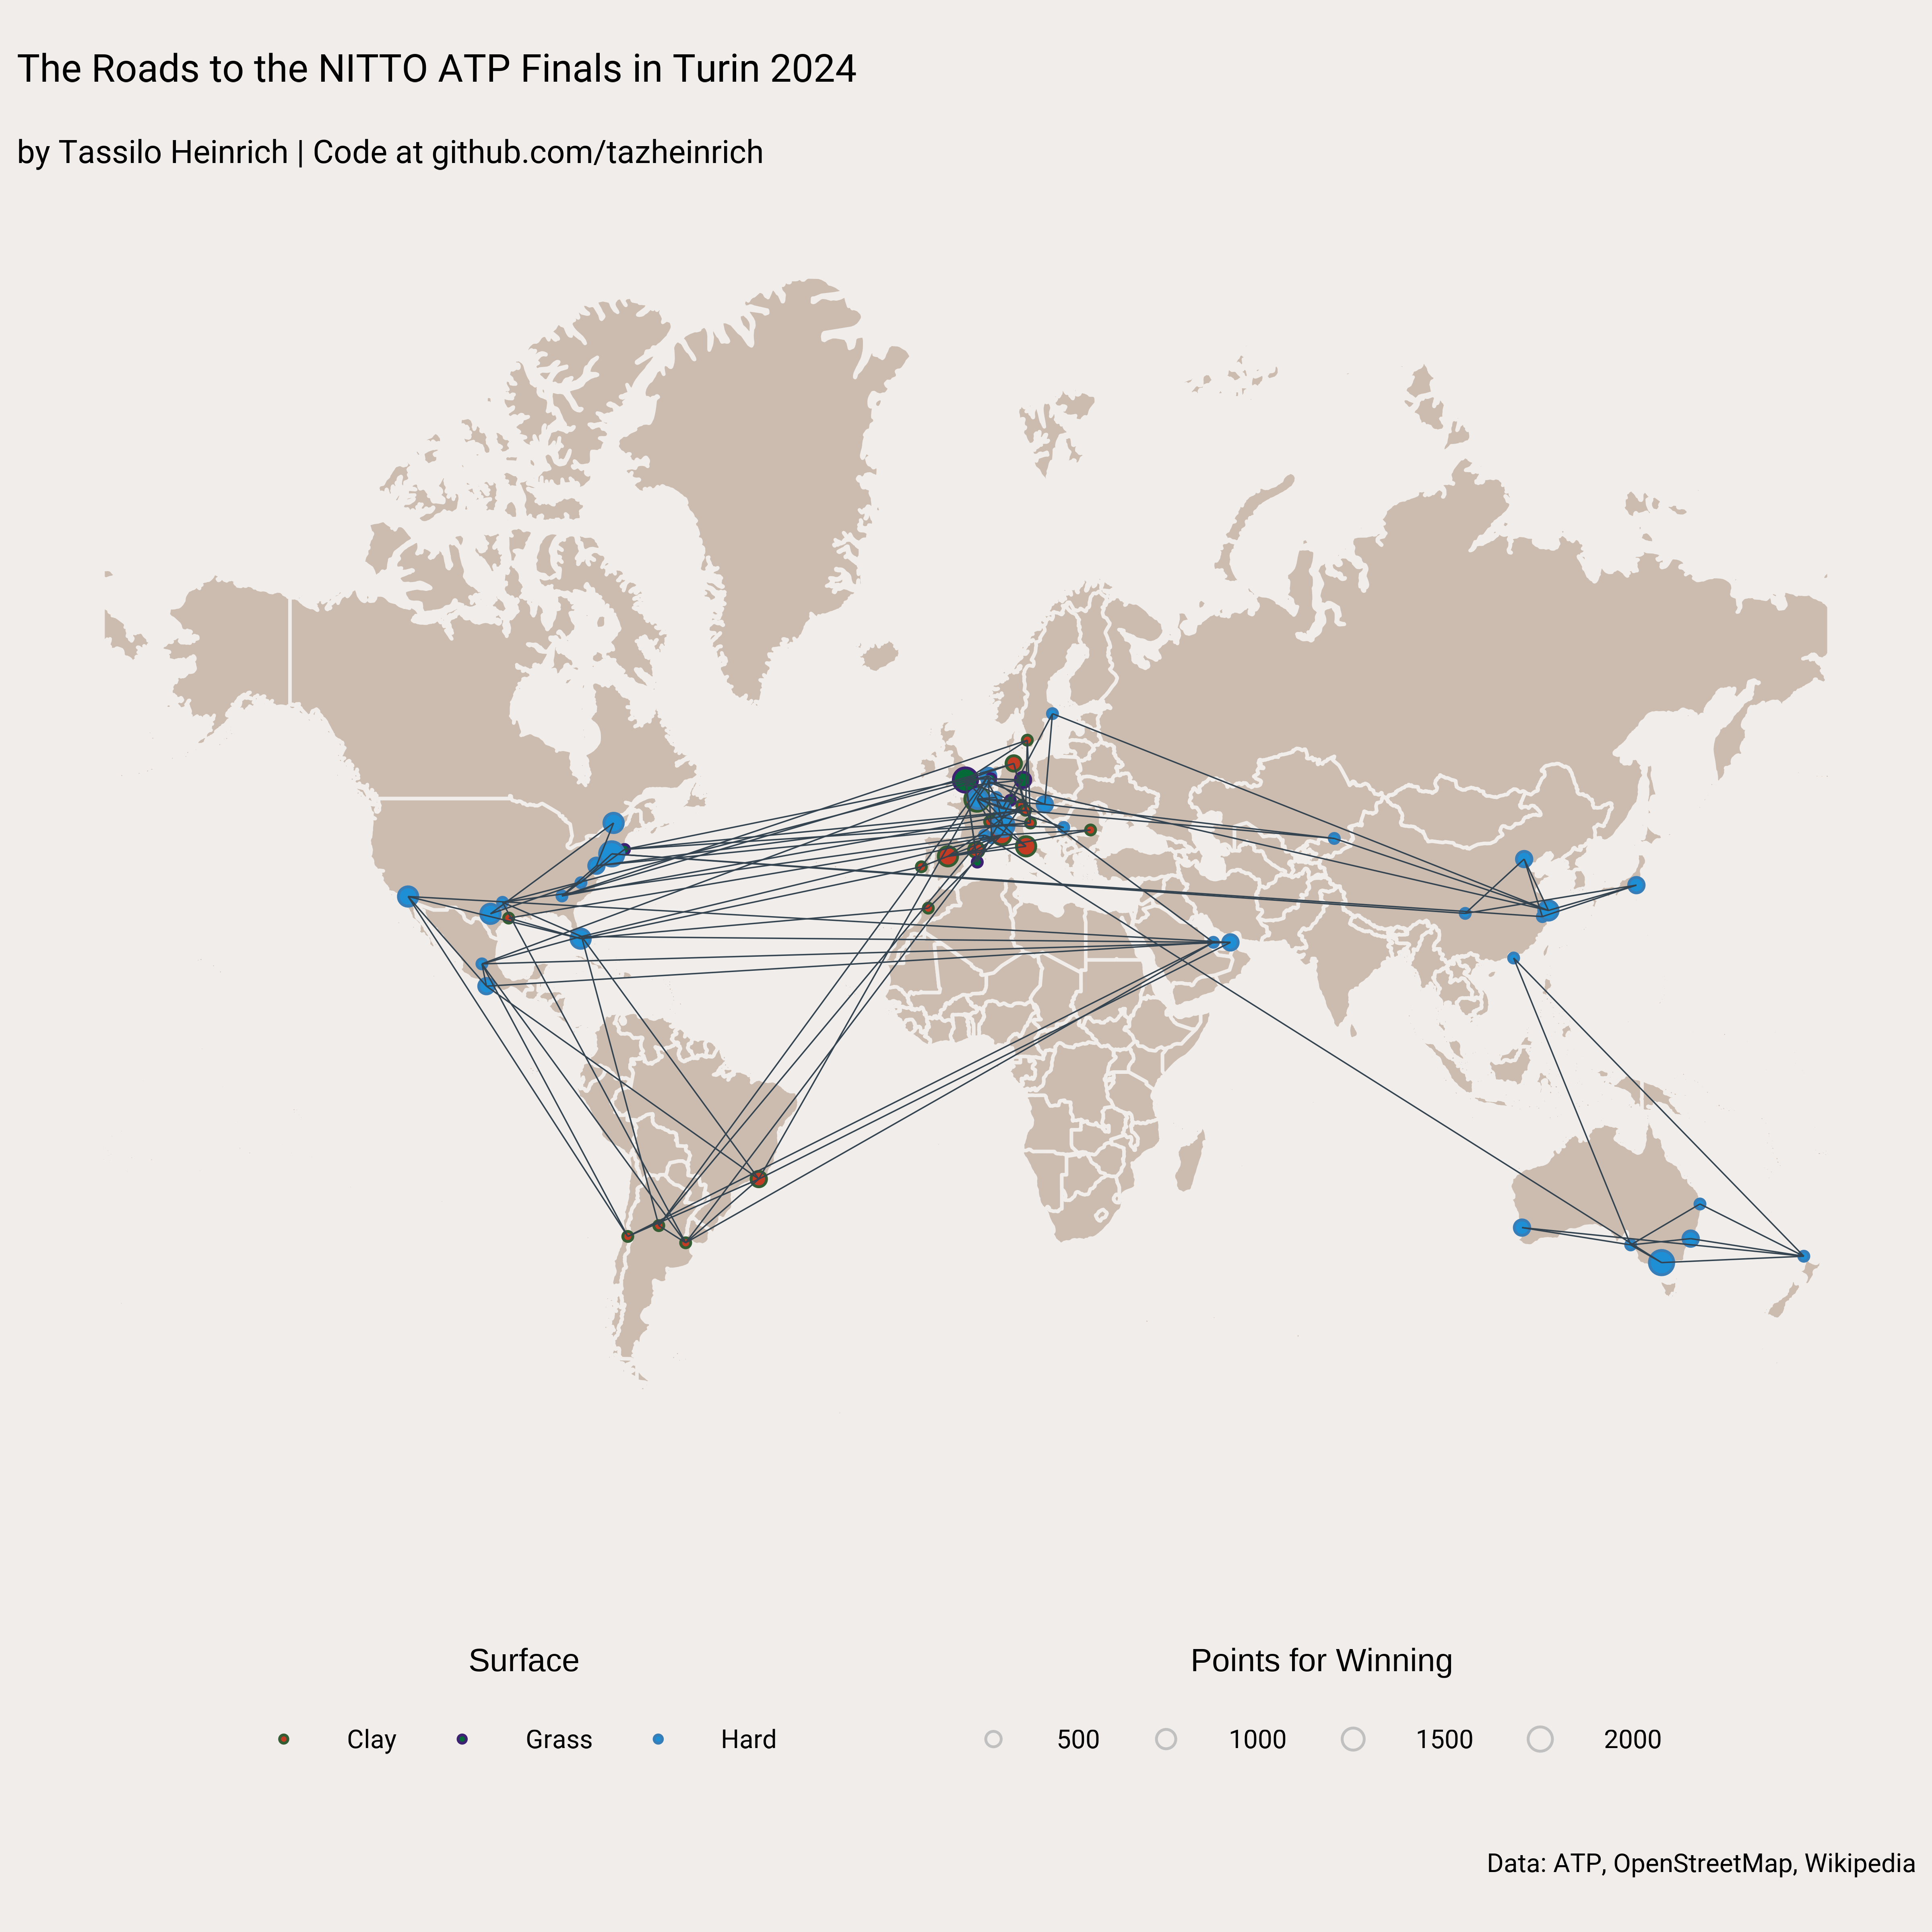 The Roads to the NITTO ATP Finals in Turin 2024
by Tassilo Heinrich | Code at github.com/tazheinrich
Surface
Points for Winning
Clay Grass Hard
500 1000 1500 2000
Data: ATP, OpenStreetMap, Wikipedia